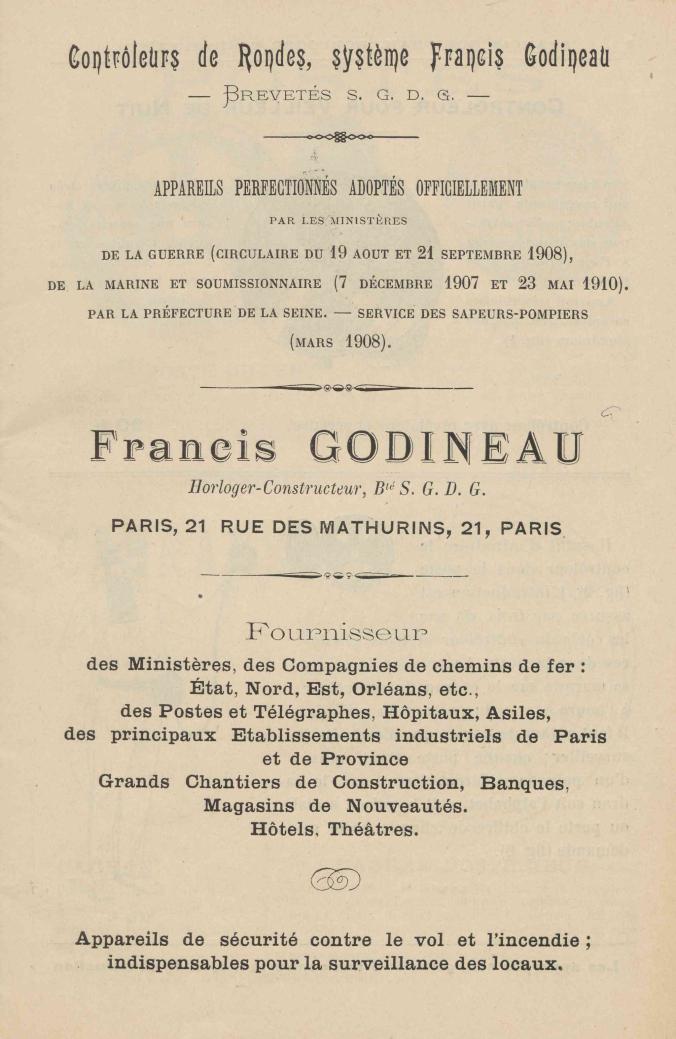 Contrôleurs de Rondes, système Francis Godineau
— BREVETÉS S. G. D. G. —
APPAREILS PERFECTIONNÉS ADOPTÉS OFFICIELLEMENT
PAR LES MINISTÈRES
DE LA GUERRE (CIRCULAIRE DU 19 AOUT ET 21 SEPTEMBRE 1908),
DE LA MARINE ET SOUMISSIONNAIRE (7 DÉCEMBRE 1907 ET 23 MAI 1910).
PAR LA PRÉFECTURE DE LA SEINE. — SERVICE DES SAPEURS-POMPIERS
(MARS 1908).
Francis GODINEAU
Horloger-Constructeur, Bté S. G. D. G.
PARIS, 21 RUE DES MATHURINS, 21, PARIS
Fournisseur
des Ministères, des Compagnies de chemins de fer :
État, Nord, Est, Orléans, etc.,
des Postes et Télégraphes, Hôpitaux, Asiles,
des principaux Etablissements industriels de Paris
et de Province
Grands Chantiers de Construction, Banques,
Magasins de Nouveautés.
Hôtels, Théâtres.
Appareils de sécurité contre le vol et l'incendie ;
indispensables pour la surveillance des locaux.